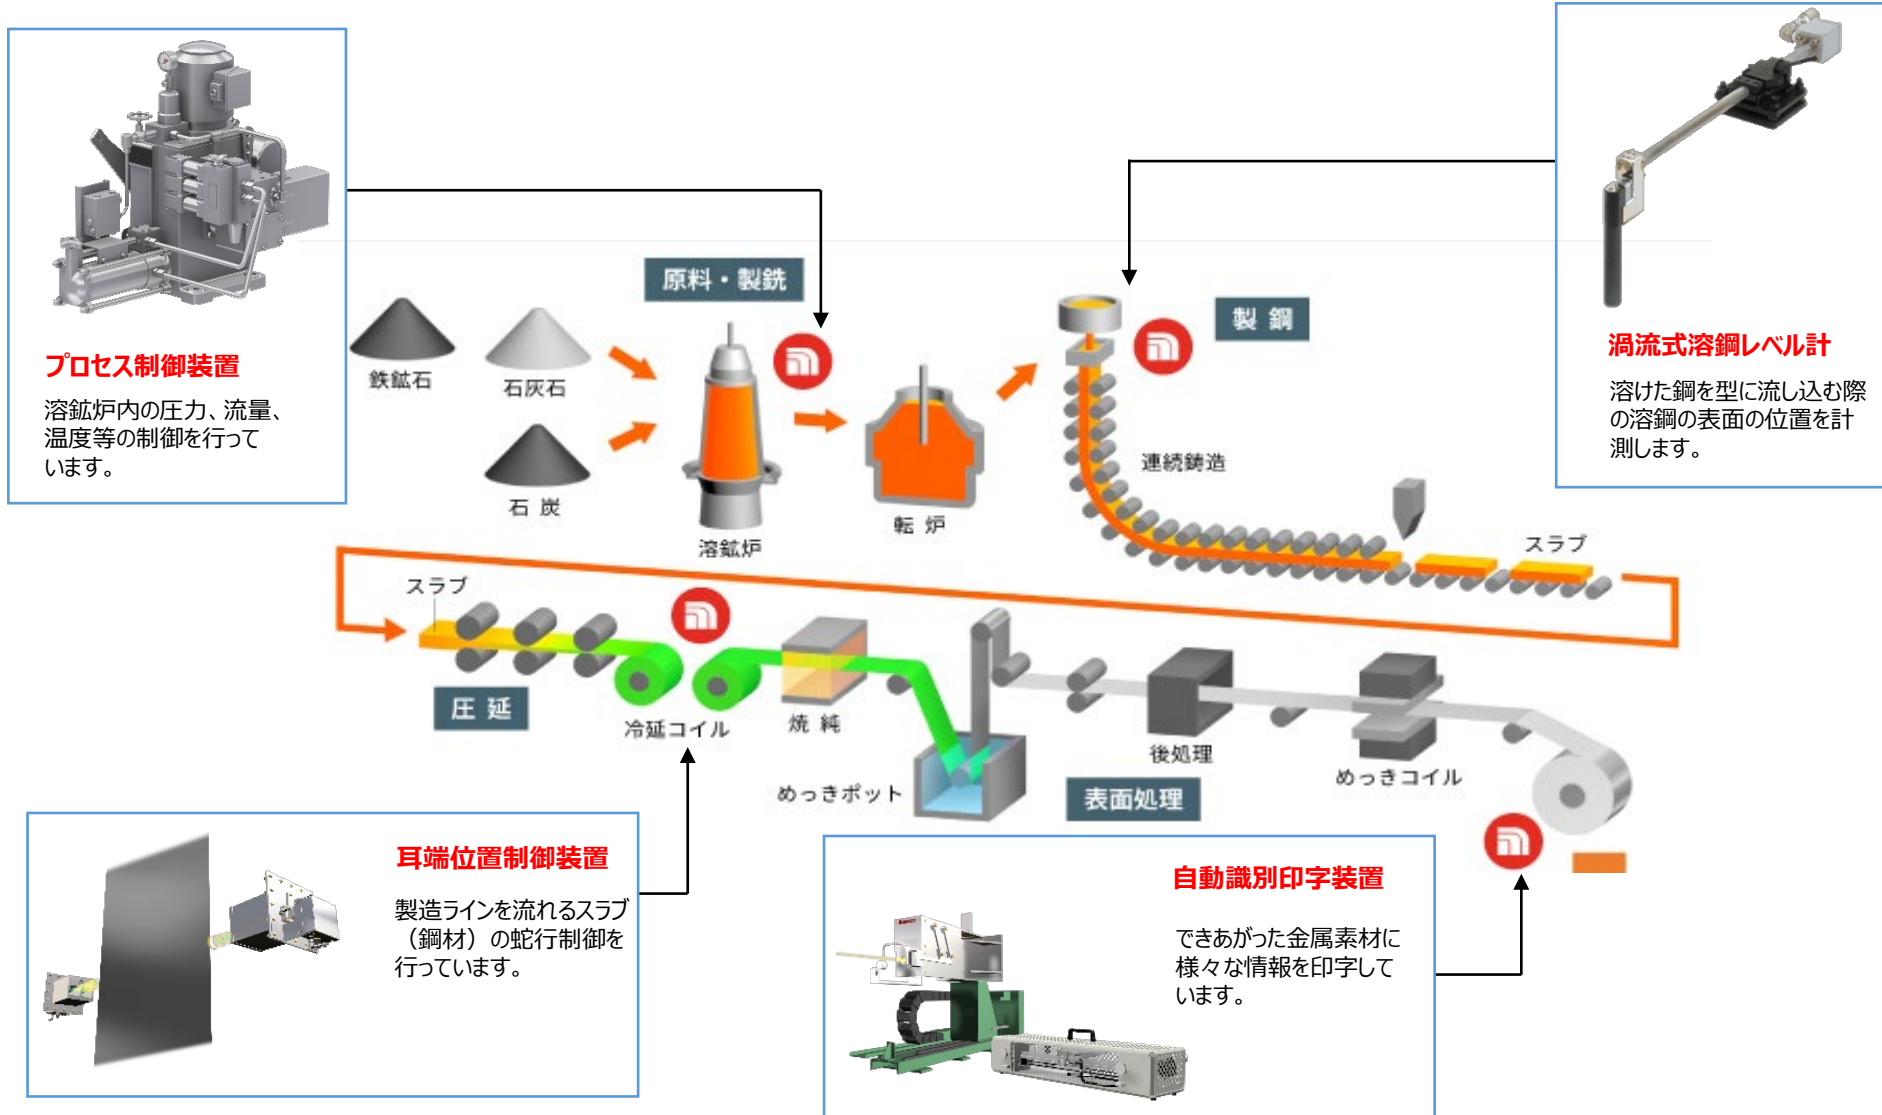 プロセス制御装置
溶鉱炉内の圧力、流量、
温度等の制御を行って
います。
渦流式溶鋼レベル計
溶けた鋼を型に流し込む際
の溶鋼の表面の位置を計
測します。
原料・製銑
製 鋼
鉄鉱石
石灰石
石 炭
溶鉱炉
転 炉
連続鋳造
スラブ
スラブ
圧 延
冷延コイル
焼 純
めっきポット
表面処理
後処理
めっきコイル
耳端位置制御装置
製造ラインを流れるスラブ
（鋼材）の蛇行制御を
行っています。
自動識別印字装置
できあがった金属素材に
様々な情報を印字して
います。